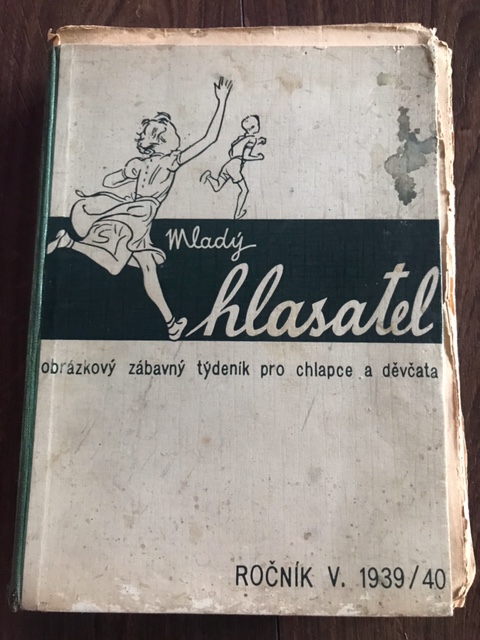 Mladý
hlasatel
obrázkový zábavný týdeník pro chlapce a děvčata
ROČNÍK V. 1939/40